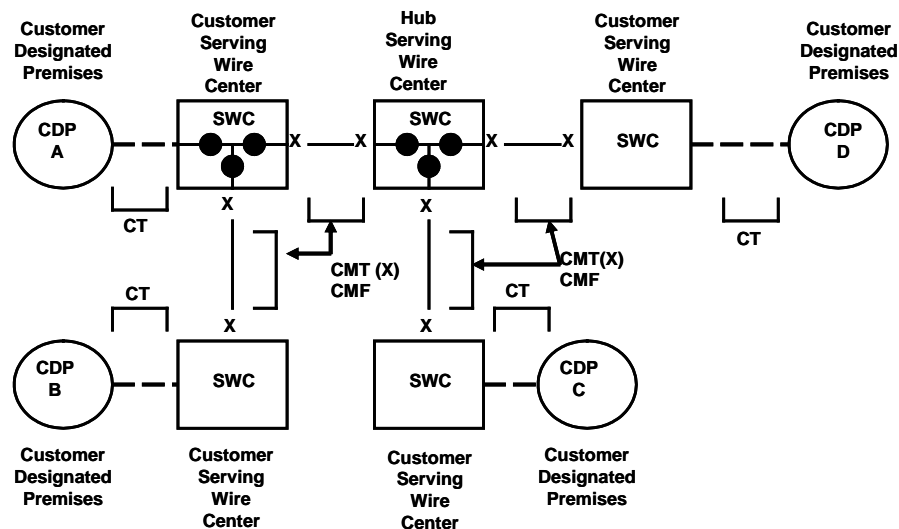 Customer
Designated
Premises
Customer
Serving
Wire
Center
Hub
Serving
Wire
Center
Customer
Serving
Wire
Center
Customer
Designated
Premises
CDP
A
SWC
X
X
SWC
X
X
SWC
CDP
D
CT
X
X
CT
CMT (X)
CMF
CMT(X)
CMF
CT
CT
X
X
CDP
B
SWC
SWC
CDP
C
Customer
Designated
Premises
Customer
Serving
Wire
Center
Customer
Serving
Wire
Center
Customer
Designated
Premises